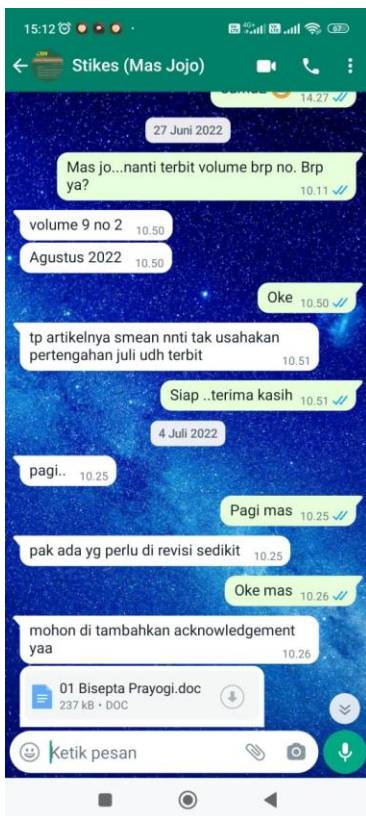 15:12
4G+
67
Stikes (Mas Jojo)
14.27
27 Juni 2022
Mas jo...nanti terbit volume brp no. Brp
ya?
10.11
volume 9 no 2 10.50
Agustus 2022 10.50
Oke 10.50
tp artikelnya smean nnti tak usahakan
pertengahan juli udh terbit
10.51
Siap ..terima kasih 10.51
4 Juli 2022
pagi.. 10.25
Pagi mas 10.25
pak ada yg perlu di revisi sedikit 10.25
Oke mas 10.26
mohon di tambahkan acknowledgement
yaa
10.26
01 Bisepta Prayogi.doc
237 kB • DOC
Ketik pesan